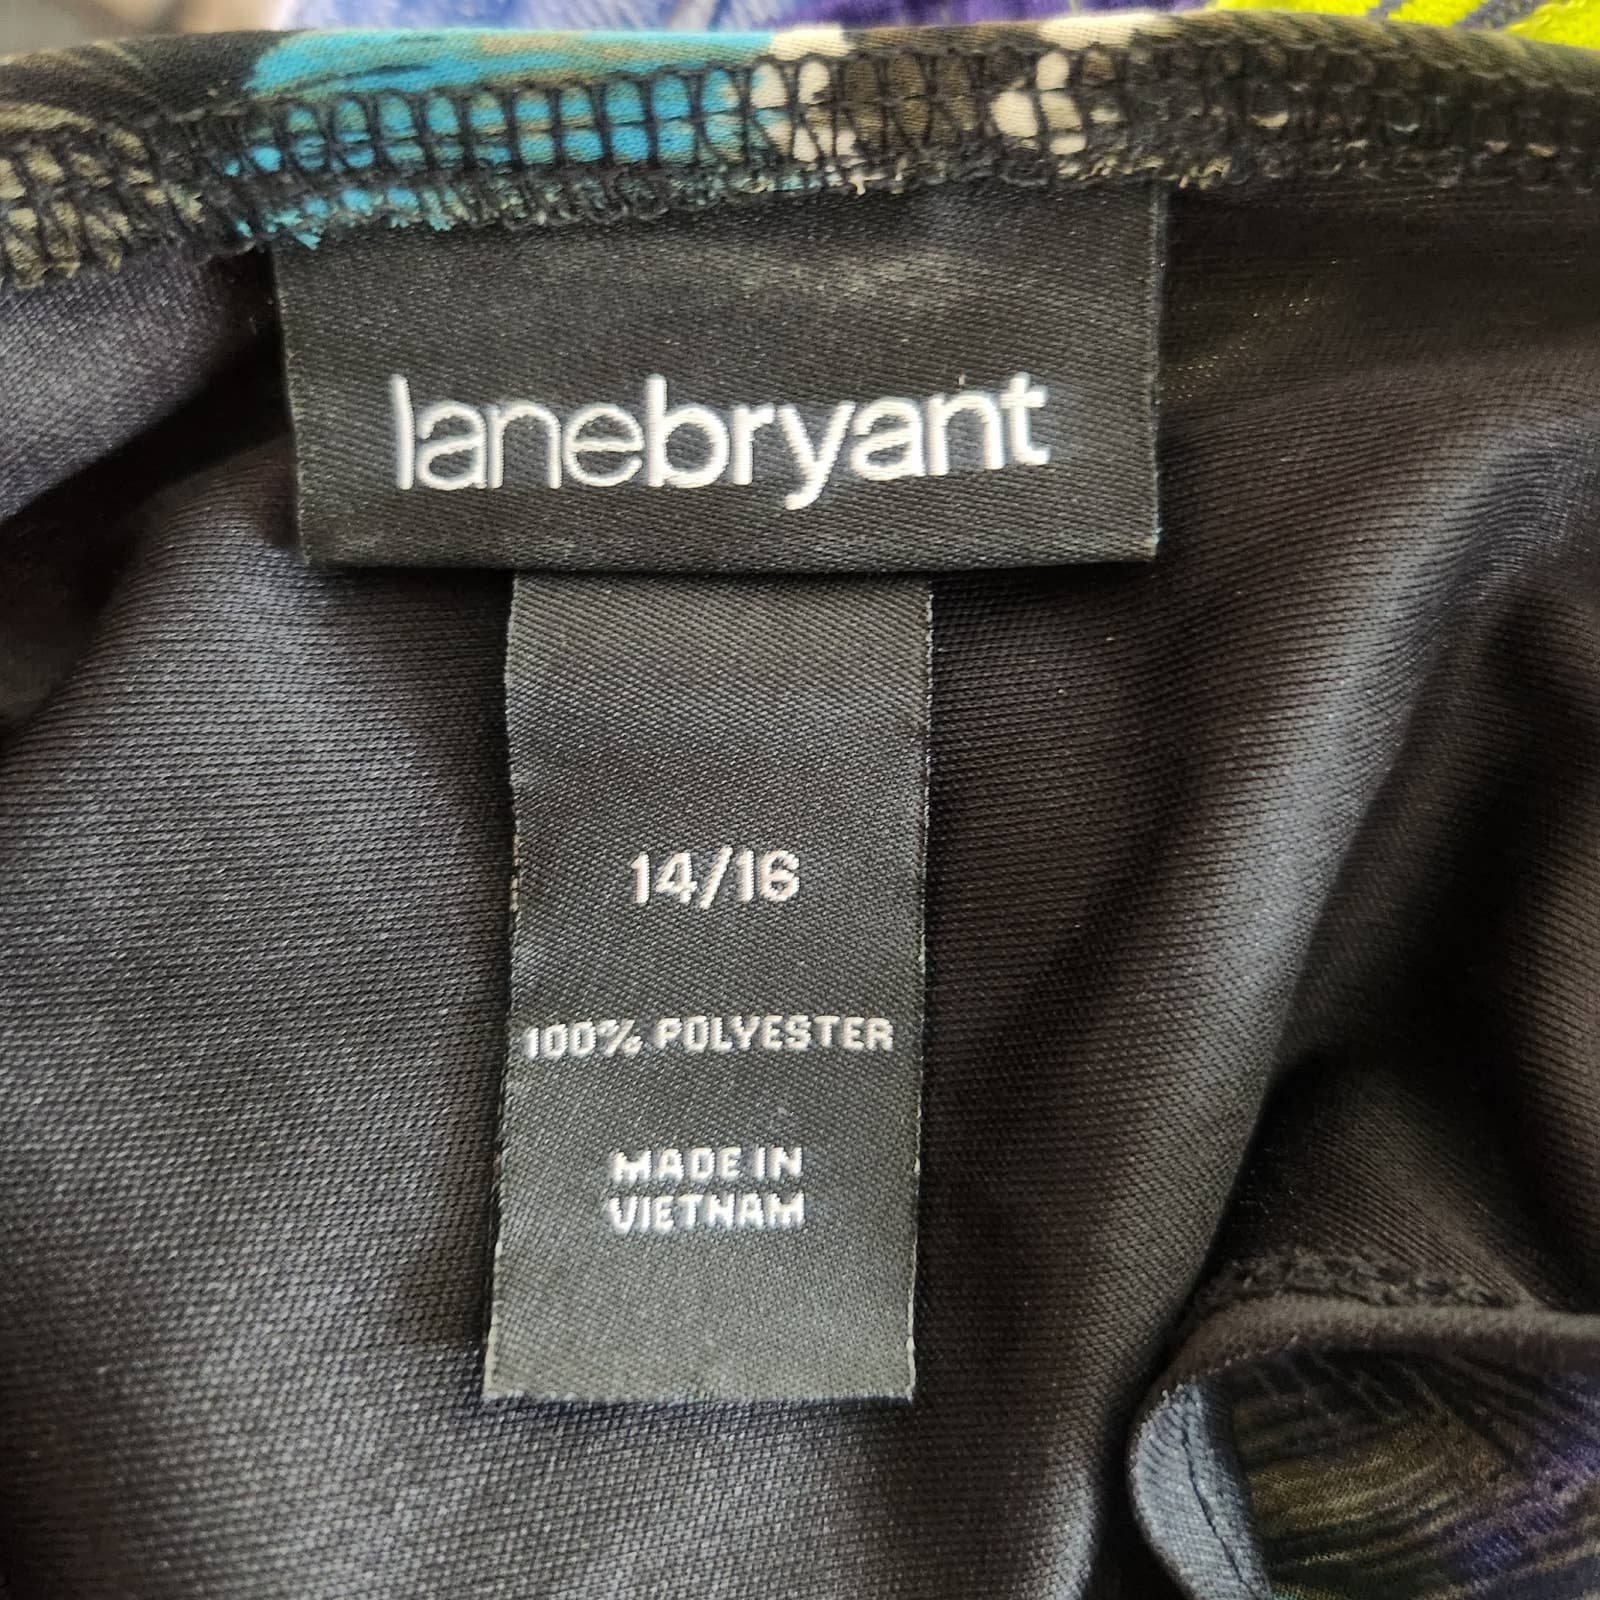 lanebryant
14/16
100% POLYESTER
MADE IN
VIETNAM